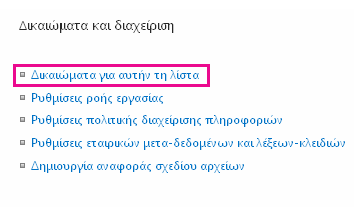 Δικαιώματα και διαχείριση
Δικαιώματα για αυτήν τη λίστα
Ρυθμίσεις ροής εργασίας
Ρυθμίσεις πολιτικής διαχείρισης πληροφοριών
Ρυθμίσεις εταιρικών μετα-δεδομένων και λέξεων-κλειδιών
Δημιουργία αναφοράς σχεδίου αρχείων